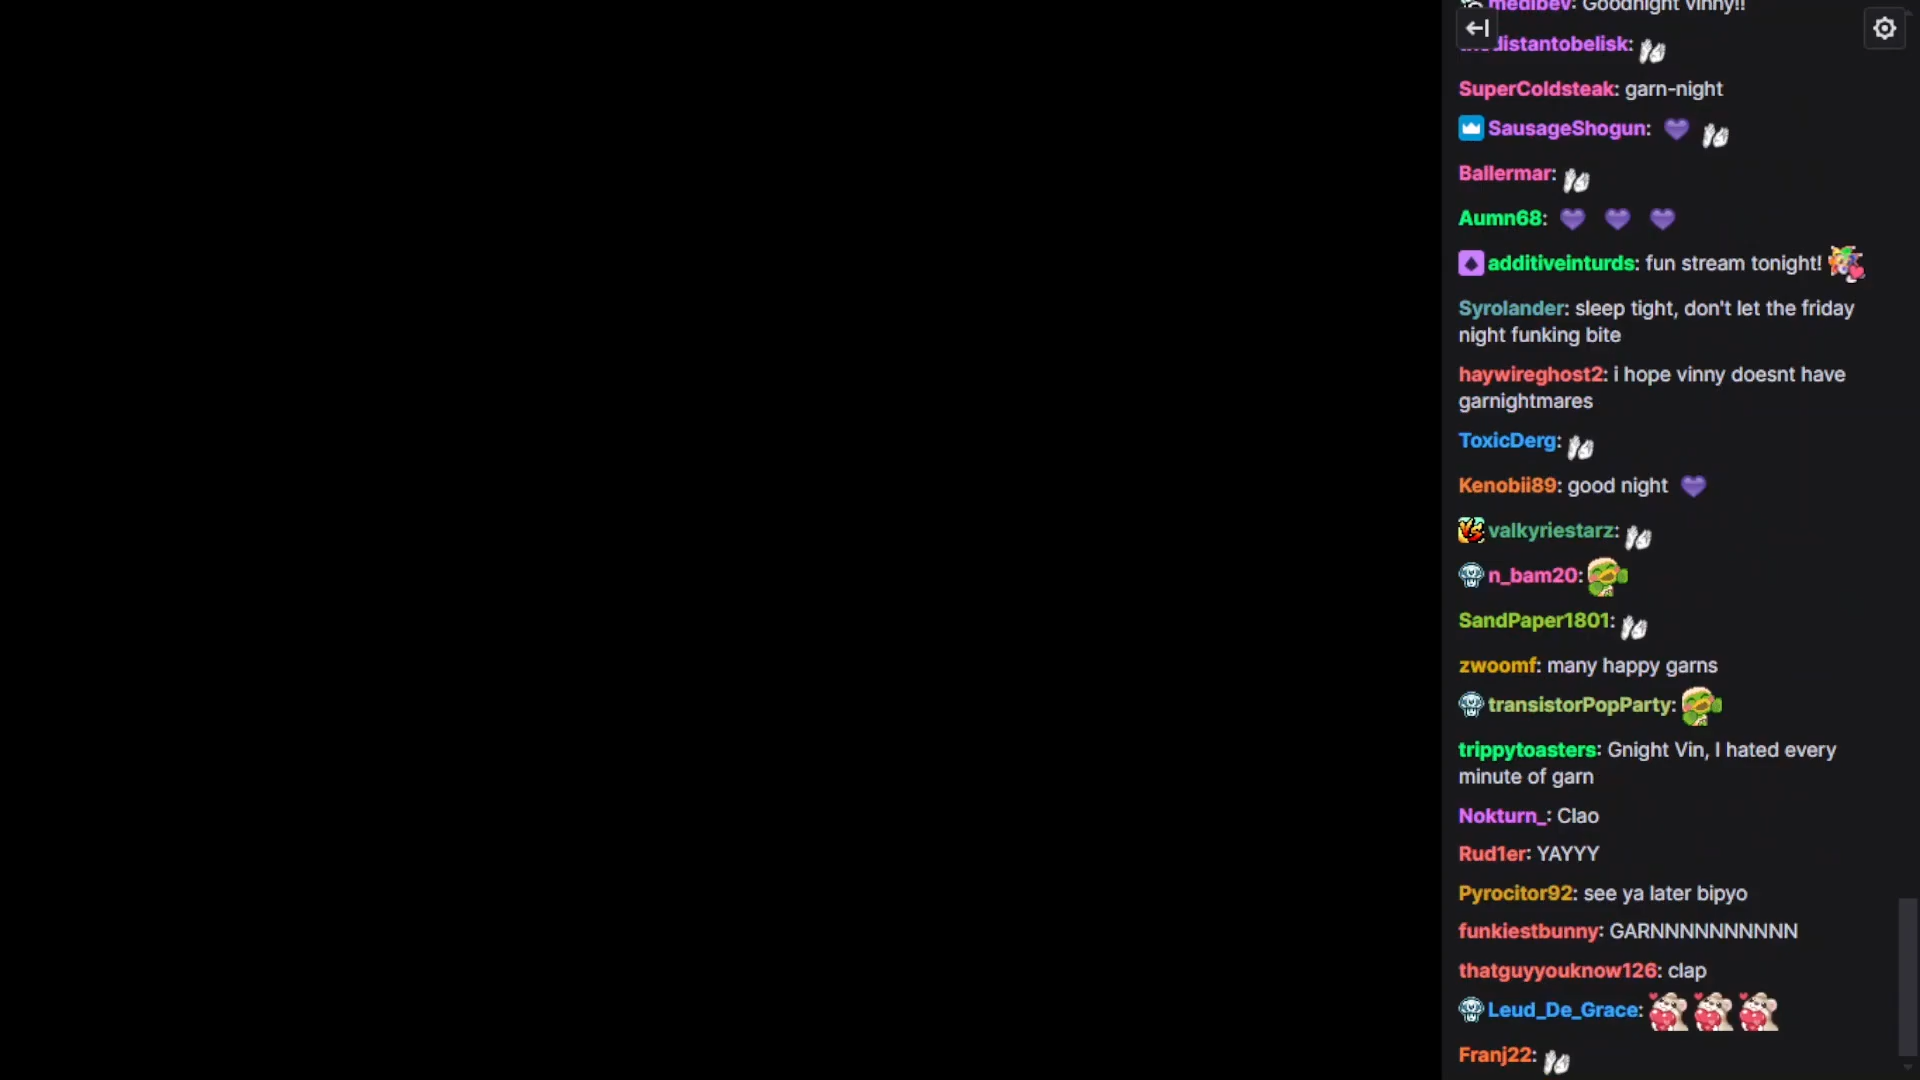 medibev: Goodnight vinny!!
distantobelisk:
SuperColdsteak: garn-night
SausageShogun:
Ballermar:
Aumn68:
additiveinturds: fun stream tonight!
Syrolander: sleep tight, don't let the friday
night funking bite
haywireghost2: i hope vinny doesnt have
garnightmares
ToxicDerg:
Kenobii89: good night
valkyriestarz:
n_bam20:
SandPaper1801:
zwoomf: many happy garns
transistorPopParty:
trippytoasters: Gnight Vin, I hated every
minute of garn
Nokturn_: Clao
Rud1er: YAYYY
Pyrocitor92: see ya later bipyo
funkiestbunny: GARNNNNNNNNNN
thatguyyouknow126: clap
Leud_De_Grace:
Franj22: